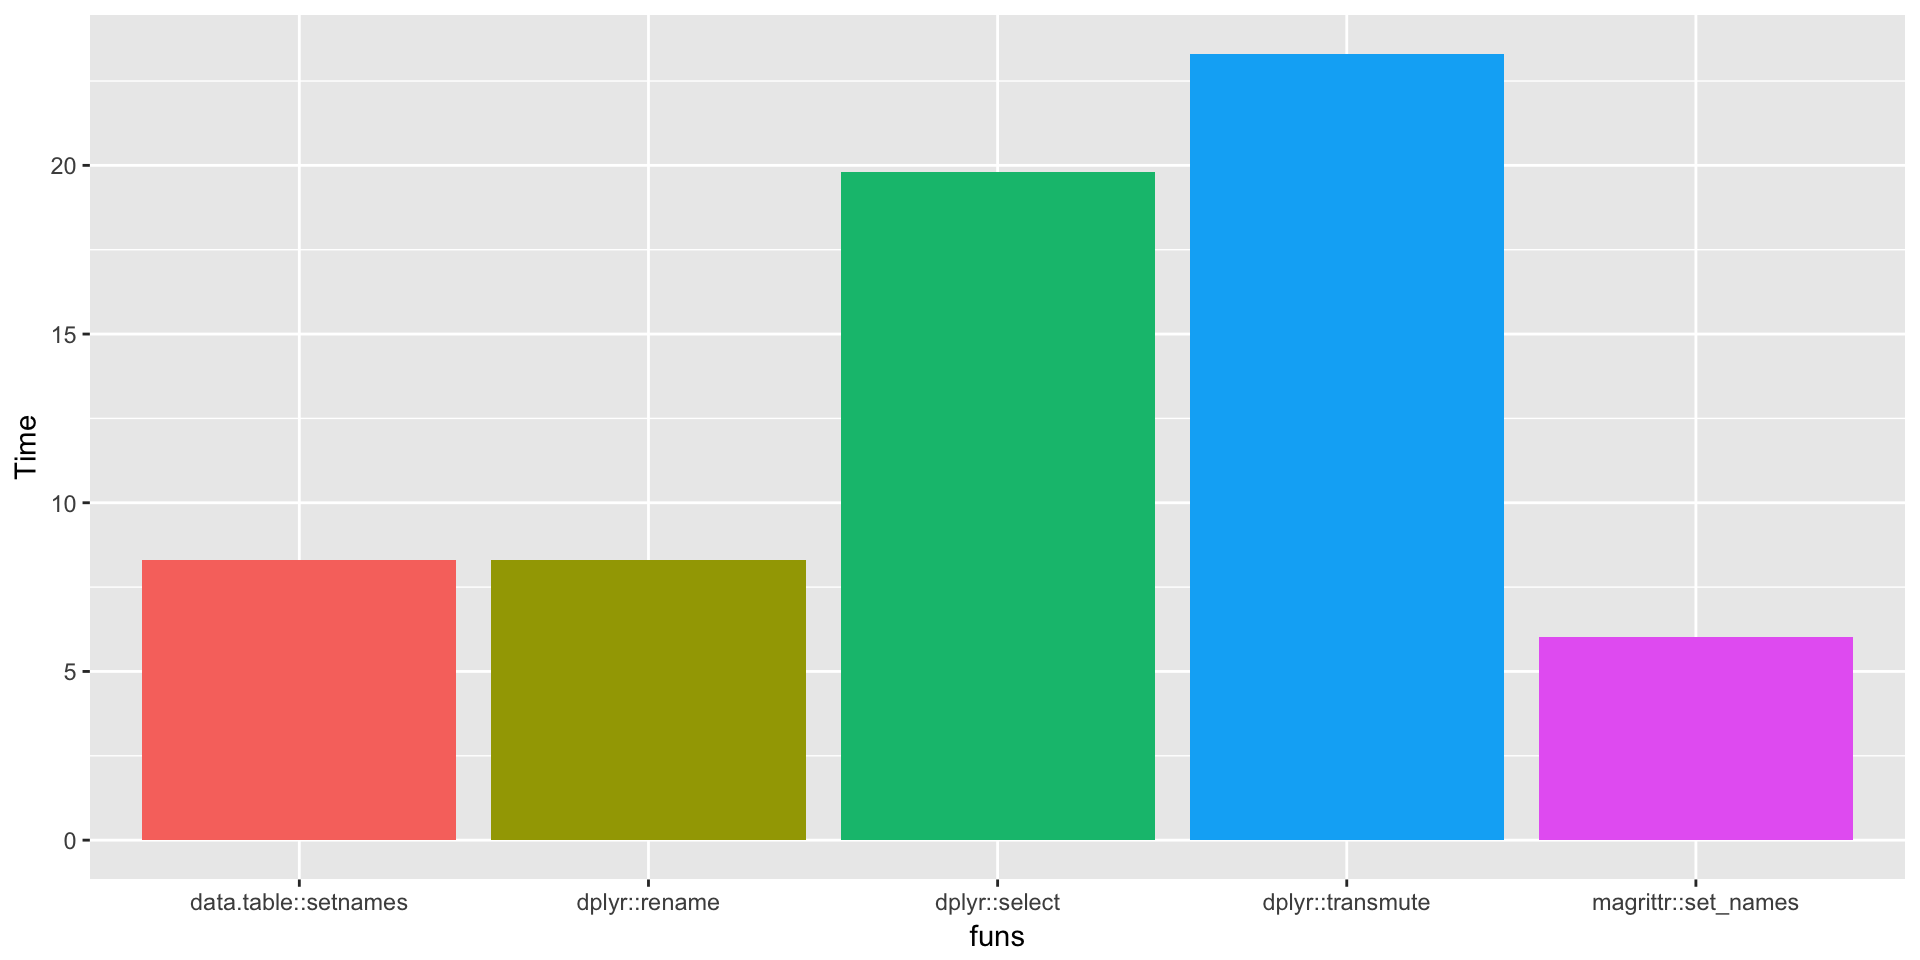 Time
20
15
10
5
0
data.table::setnames
dplyr::rename
dplyr::select
dplyr::transmute
magrittr::set_names
funs